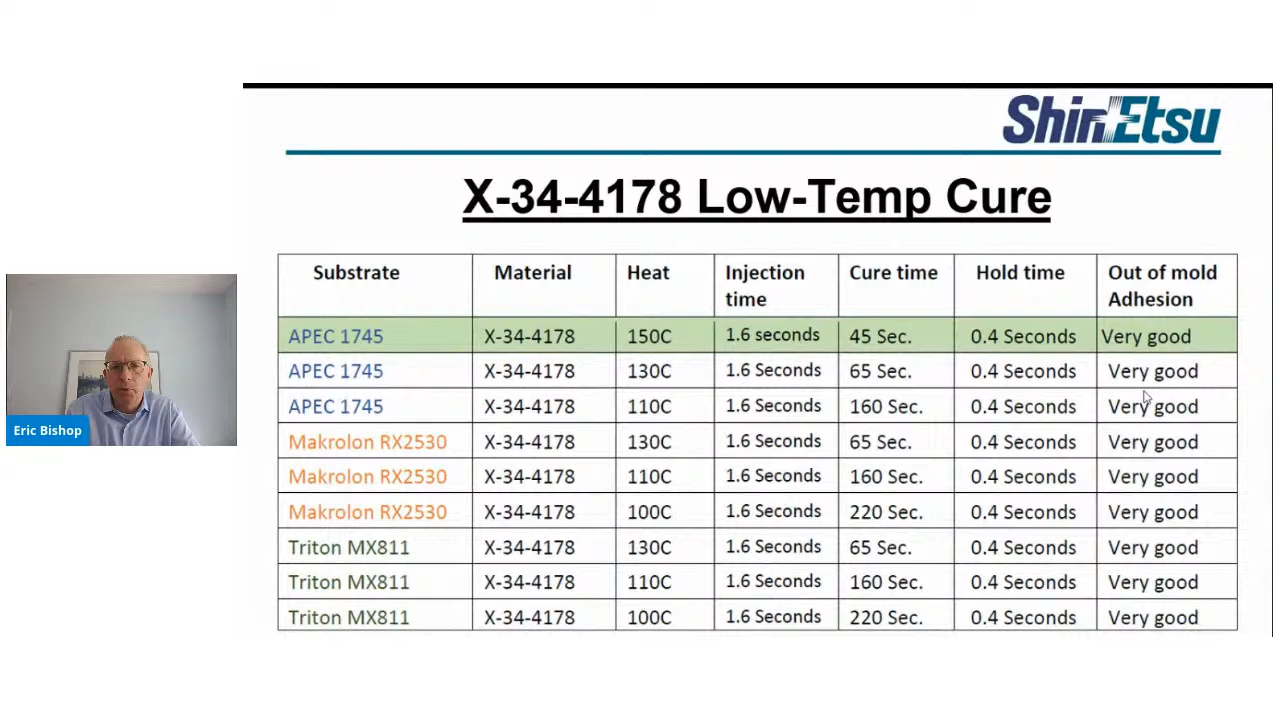 Shin Etsu
X-34-4178 Low-Temp Cure
Substrate Material Heat Injection time Cure time Hold time Out of mold Adhesion
APEC 1745 X-34-4178 150C 1.6 seconds 45 Sec. 0.4 Seconds Very good
APEC 1745 X-34-4178 130C 1.6 Seconds 65 Sec. 0.4 Seconds Very good
APEC 1745 X-34-4178 110C 1.6 Seconds 160 Sec. 0.4 Seconds Very good
Makrolon RX2530 X-34-4178 130C 1.6 Seconds 65 Sec. 0.4 Seconds Very good
Makrolon RX2530 X-34-4178 110C 1.6 Seconds 160 Sec. 0.4 Seconds Very good
Makrolon RX2530 X-34-4178 100C 1.6 Seconds 220 Sec. 0.4 Seconds Very good
Triton MX811 X-34-4178 130C 1.6 Seconds 65 Sec. 0.4 Seconds Very good
Triton MX811 X-34-4178 110C 1.6 Seconds 160 Sec. 0.4 Seconds Very good
Triton MX811 X-34-4178 100C 1.6 Seconds 220 Sec. 0.4 Seconds Very good
Eric Bishop